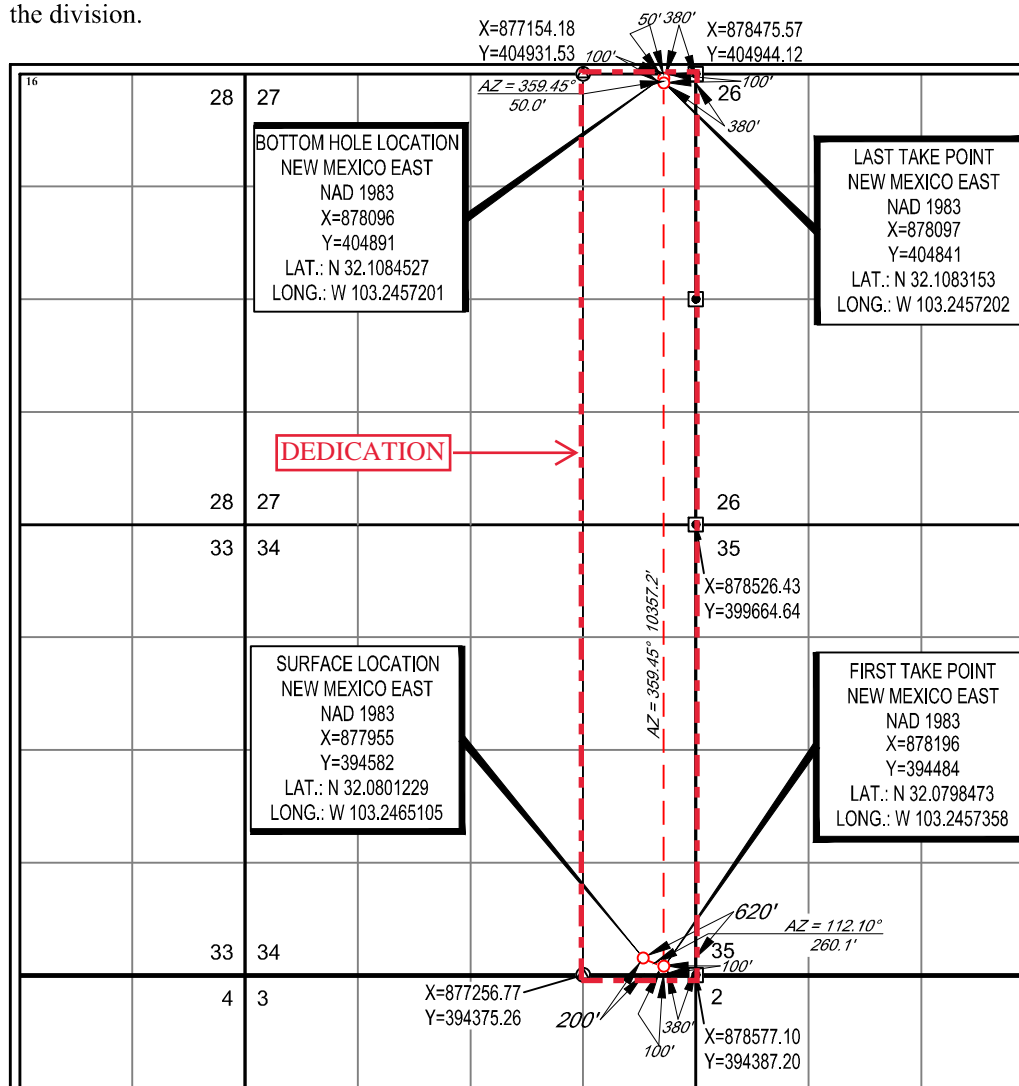 the division.
X=877154.18
Y=404931.53
50' 380'
X=878475.57
Y=404944.12
100'
100'
16
28 27
AZ = 359.45°
50.0'
26
380'
BOTTOM HOLE LOCATION
NEW MEXICO EAST
NAD 1983
X=878096
Y=404891
LAT.: N 32.1084527
LONG.: W 103.2457201
LAST TAKE POINT
NEW MEXICO EAST
NAD 1983
X=878097
Y=404841
LAT.: N 32.1083153
LONG.: W 103.2457202
DEDICATION
28 27
26
33 34
35
X=878526.43
Y=399664.64
AZ = 359.45° 10357.2'
SURFACE LOCATION
NEW MEXICO EAST
NAD 1983
X=877955
Y=394582
LAT.: N 32.0801229
LONG.: W 103.2465105
FIRST TAKE POINT
NEW MEXICO EAST
NAD 1983
X=878196
Y=394484
LAT.: N 32.0798473
LONG.: W 103.2457358
620'
AZ = 112.10°
260.1'
33 34
35
100'
4 3
2
X=877256.77
Y=394375.26
200'
100'
380'
X=878577.10
Y=394387.20